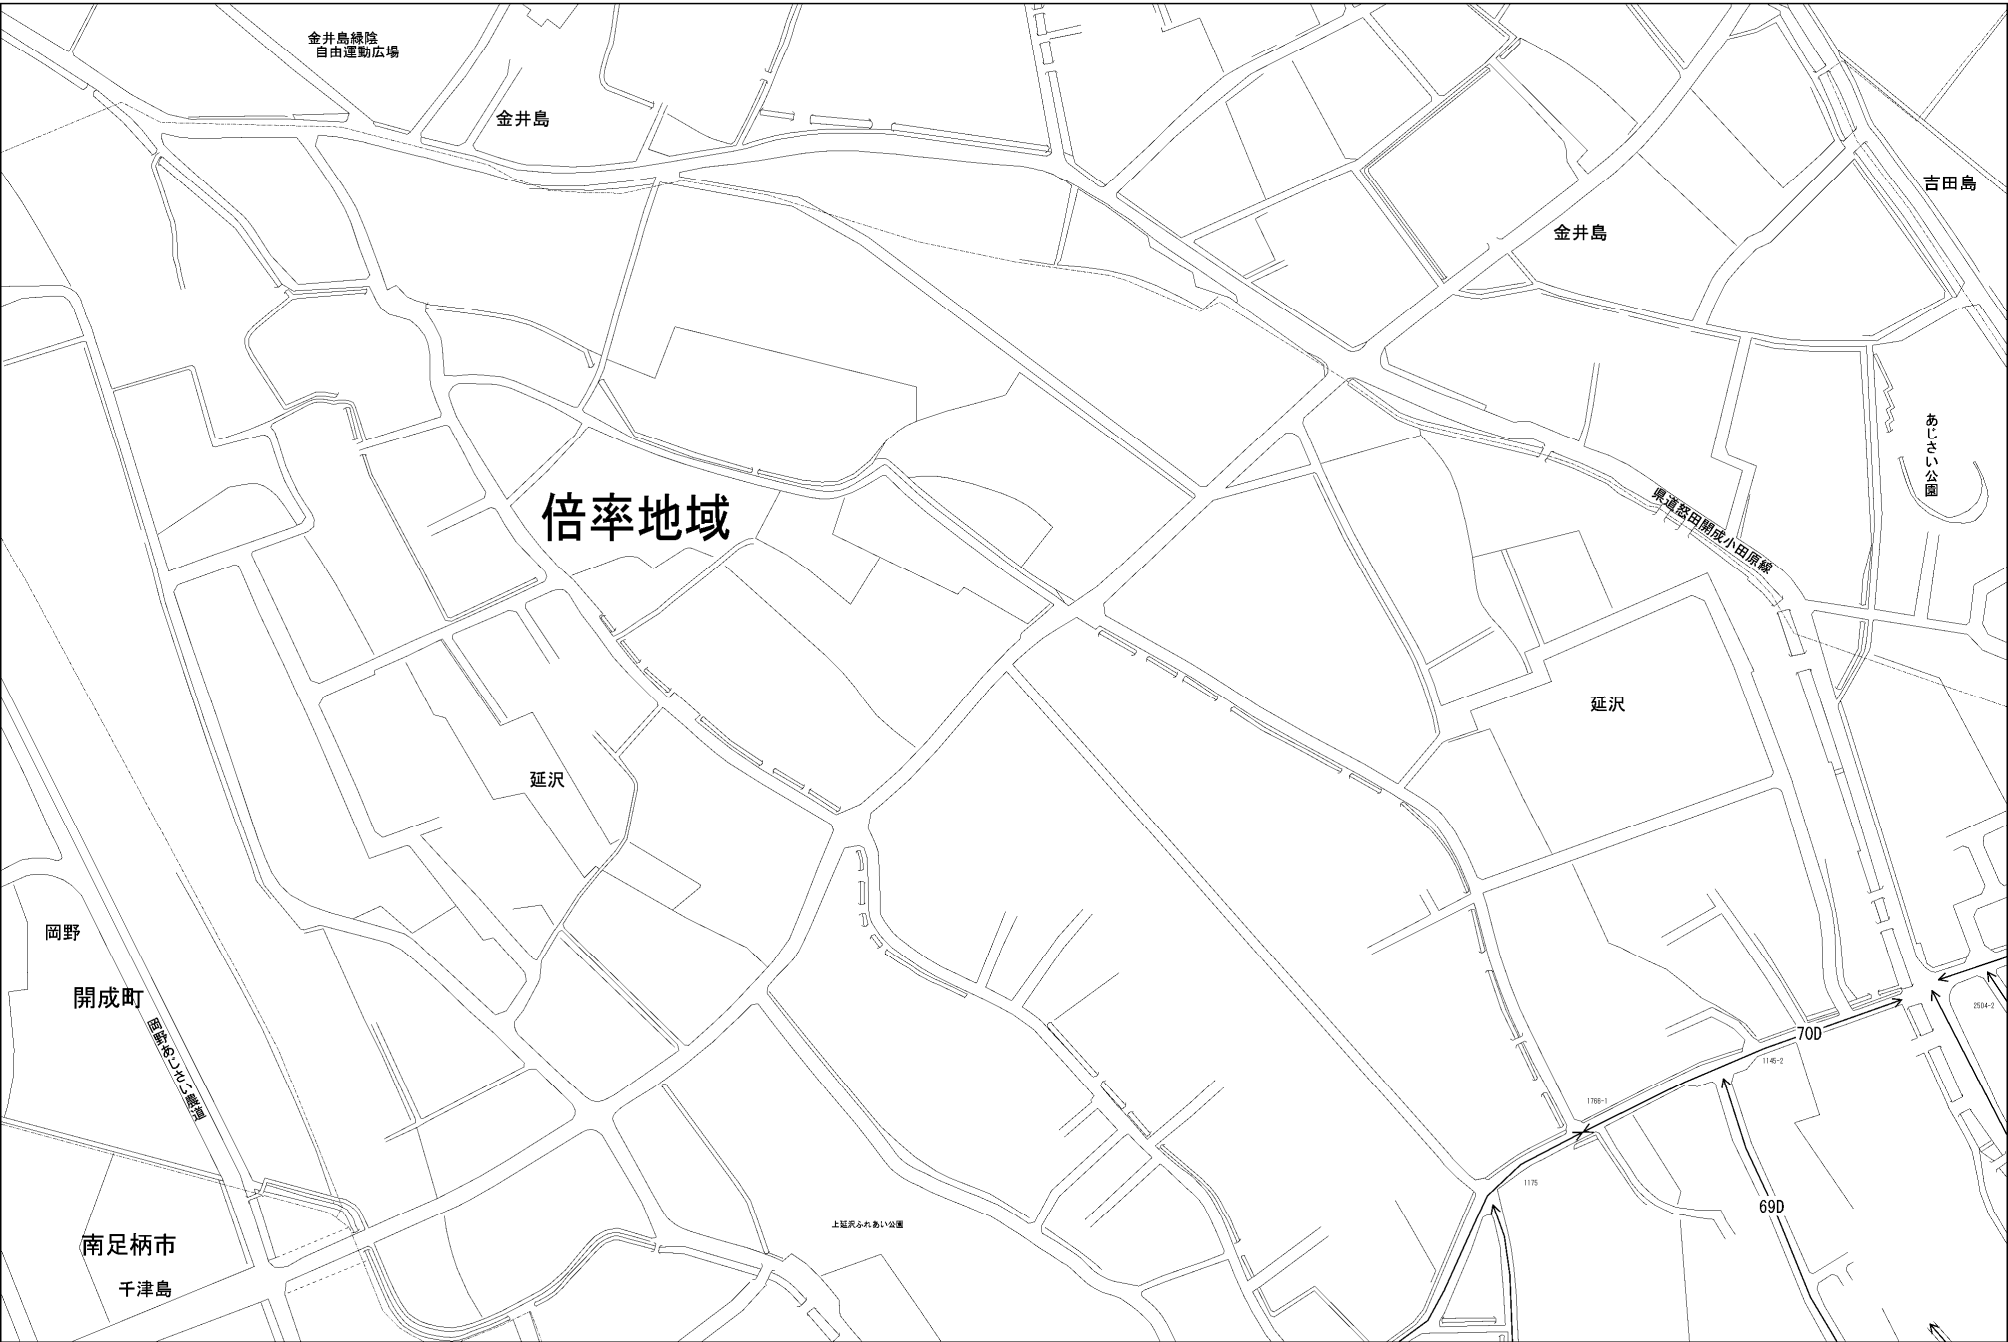 金井島緑陰
自由運動広場
金井島
吉田島
金井島
あじさい公園
倍率地域
県道怒田開成小田原線
延沢
延沢
岡野
開成町
岡野あじさい農道
2504-2
70D
1145-2
1766-1
1175
69D
上延沢ふれあい公園
南足柄市
千津島